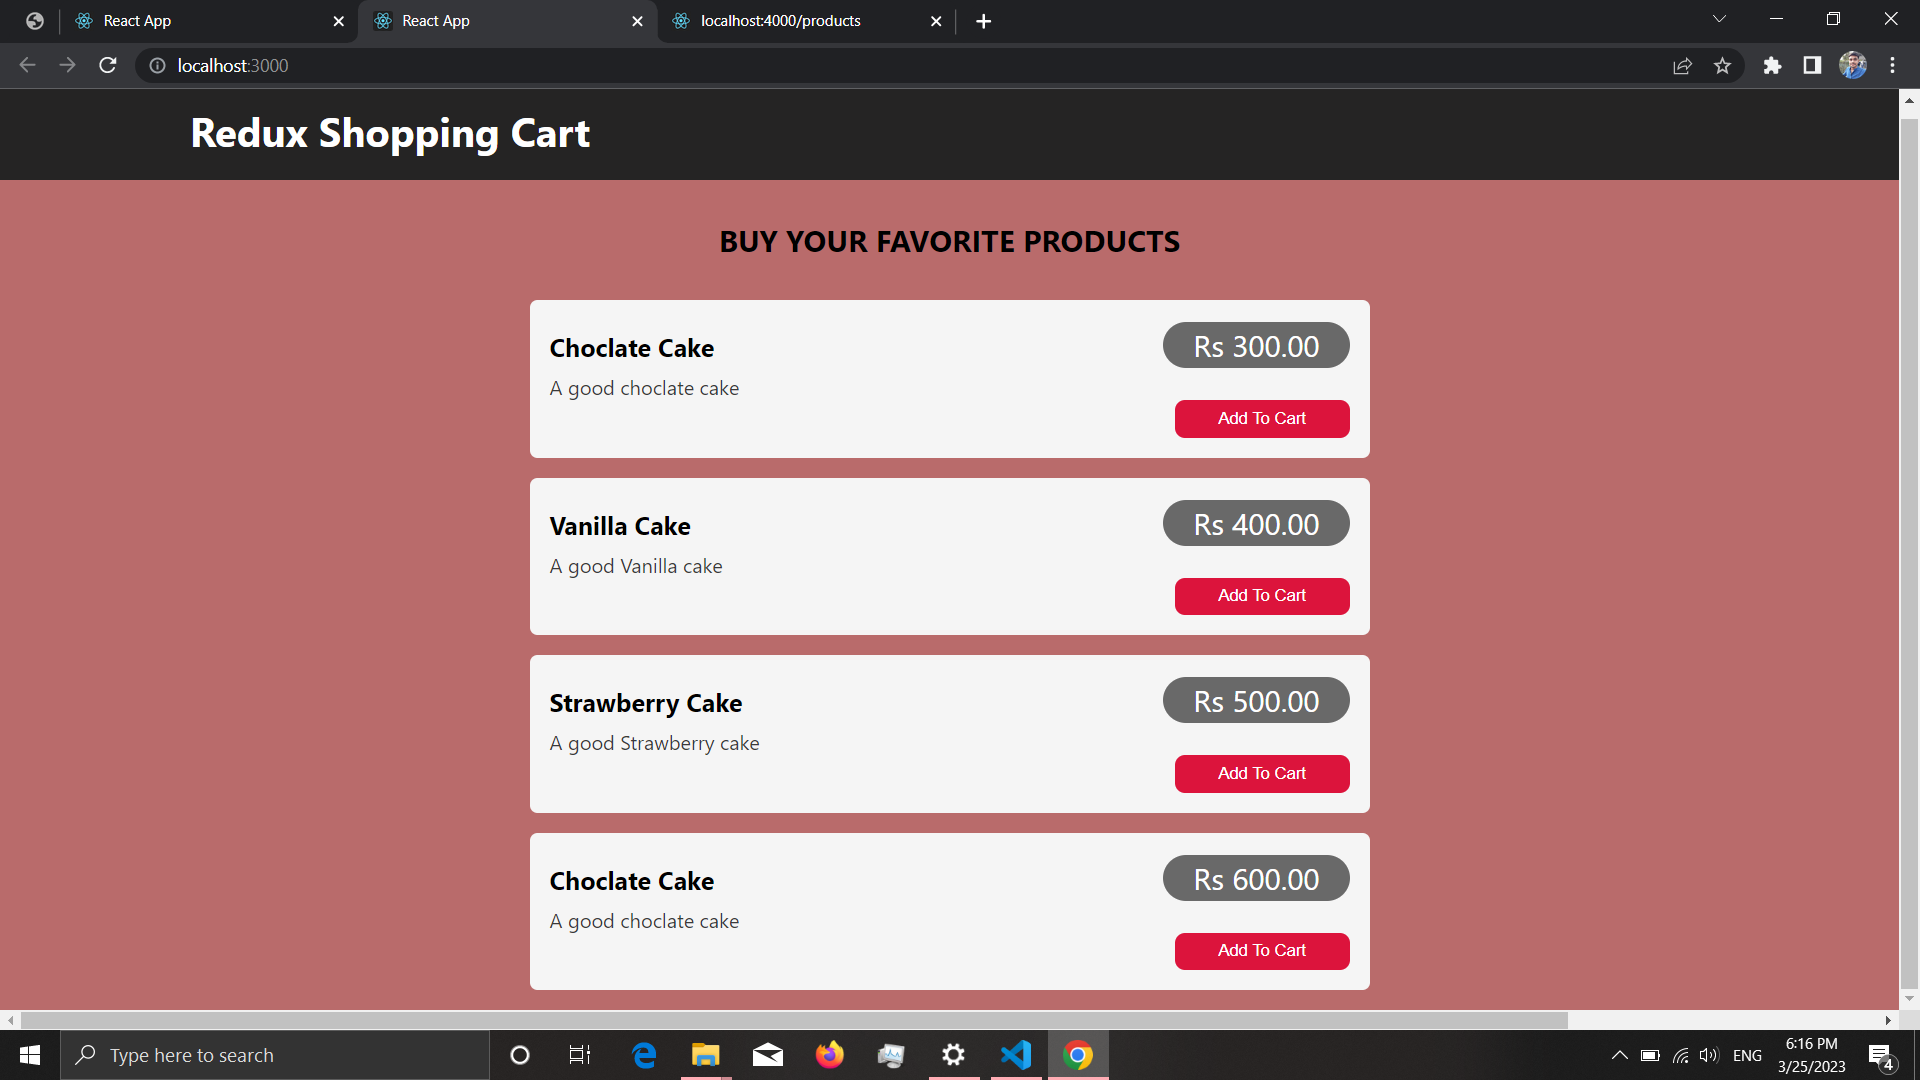 React App
React App
localhost:4000/products
localhost:3000
Redux Shopping Cart
BUY YOUR FAVORITE PRODUCTS
Choclate Cake
Rs 300.00
A good choclate cake
Add To Cart
Vanilla Cake
Rs 400.00
A good Vanilla cake
Add To Cart
Strawberry Cake
Rs 500.00
A good Strawberry cake
Add To Cart
Choclate Cake
Rs 600.00
A good choclate cake
Add To Cart
Type here to search
ENG
6:16 PM
3/25/2023
4